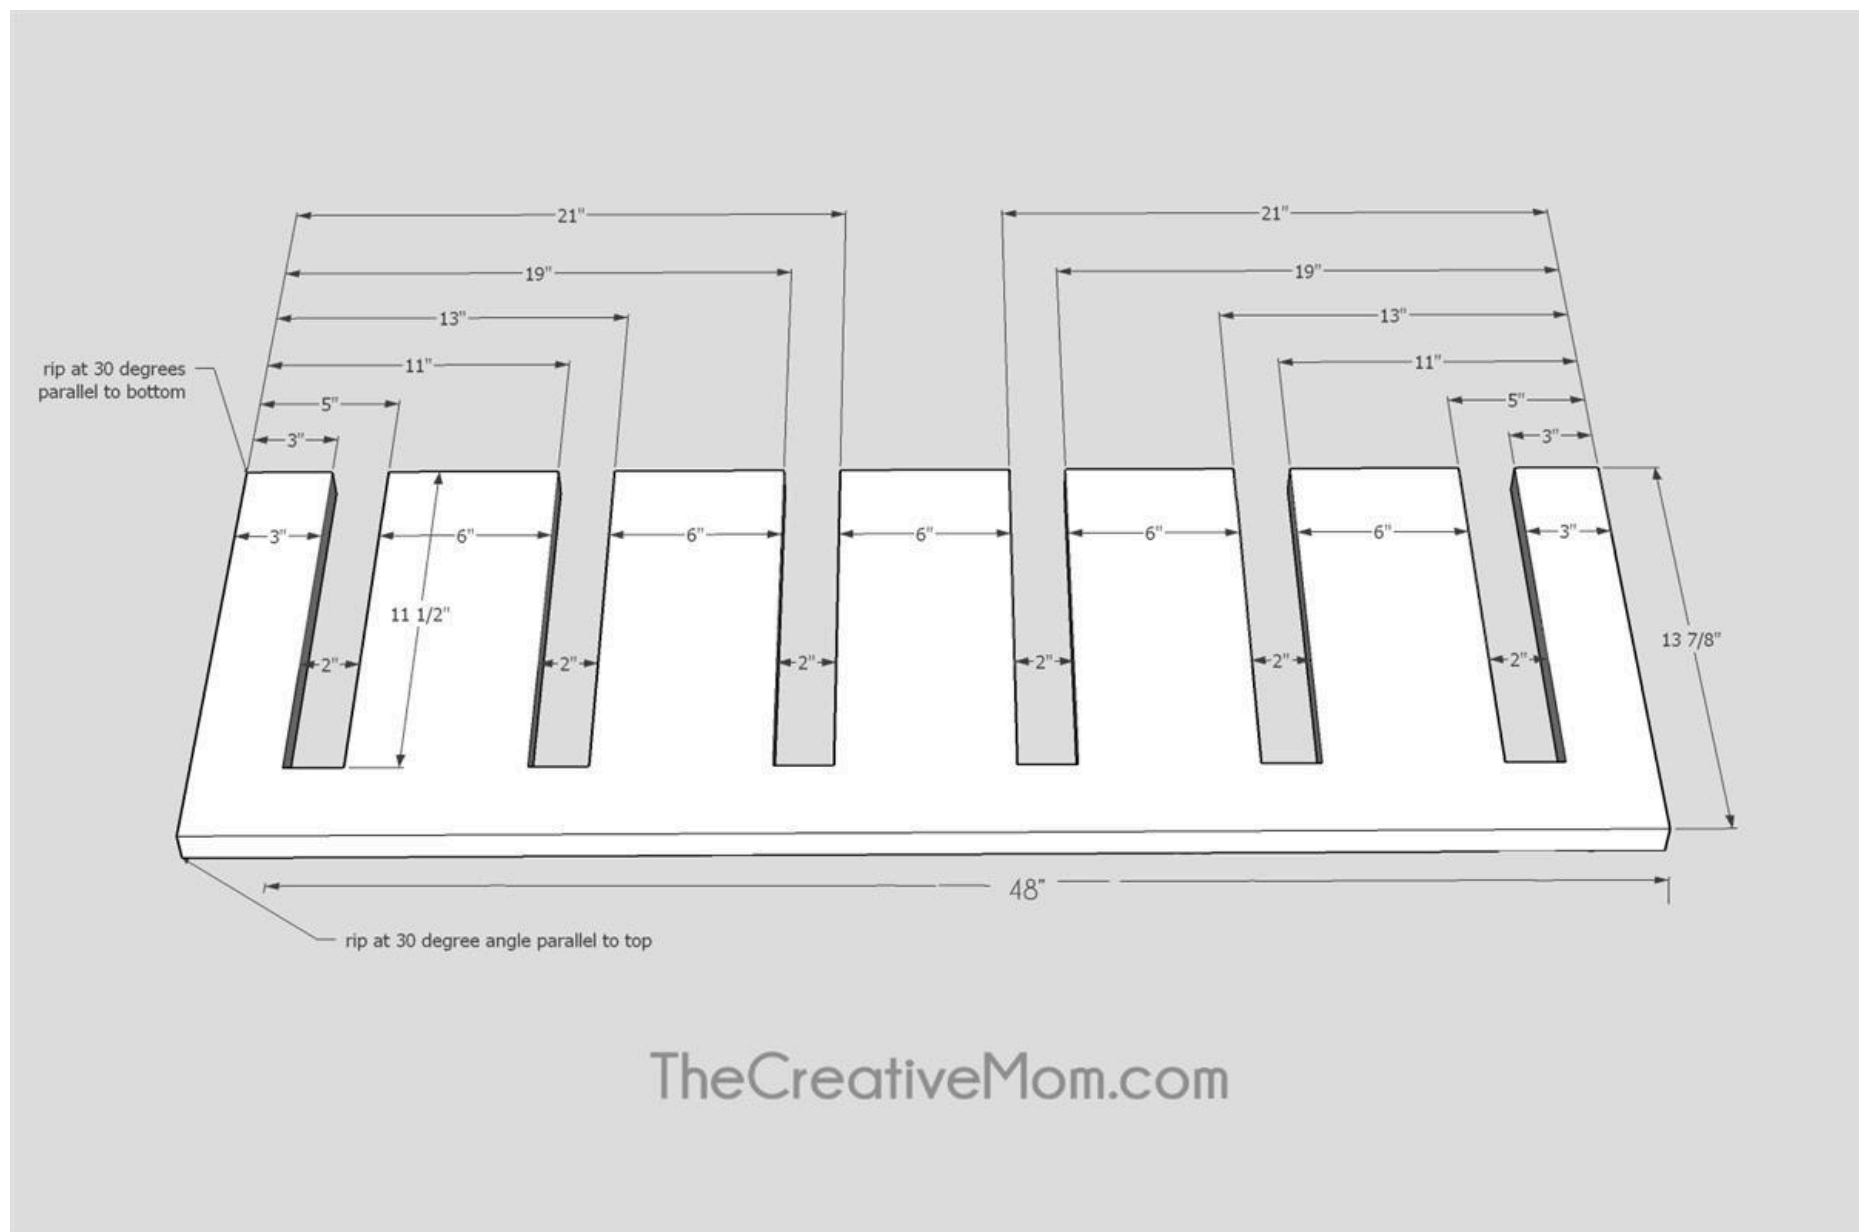 21" 21"
19" 19"
13" 13"
rip at 30 degrees
parallel to bottom
11" 11"
5" 5"
3" 3"
3" 6" 6" 6" 6" 6" 3"
11 1/2"
13 7/8"
2" 2" 2" 2" 2" 2"
48"
rip at 30 degree angle parallel to top
TheCreativeMom.com